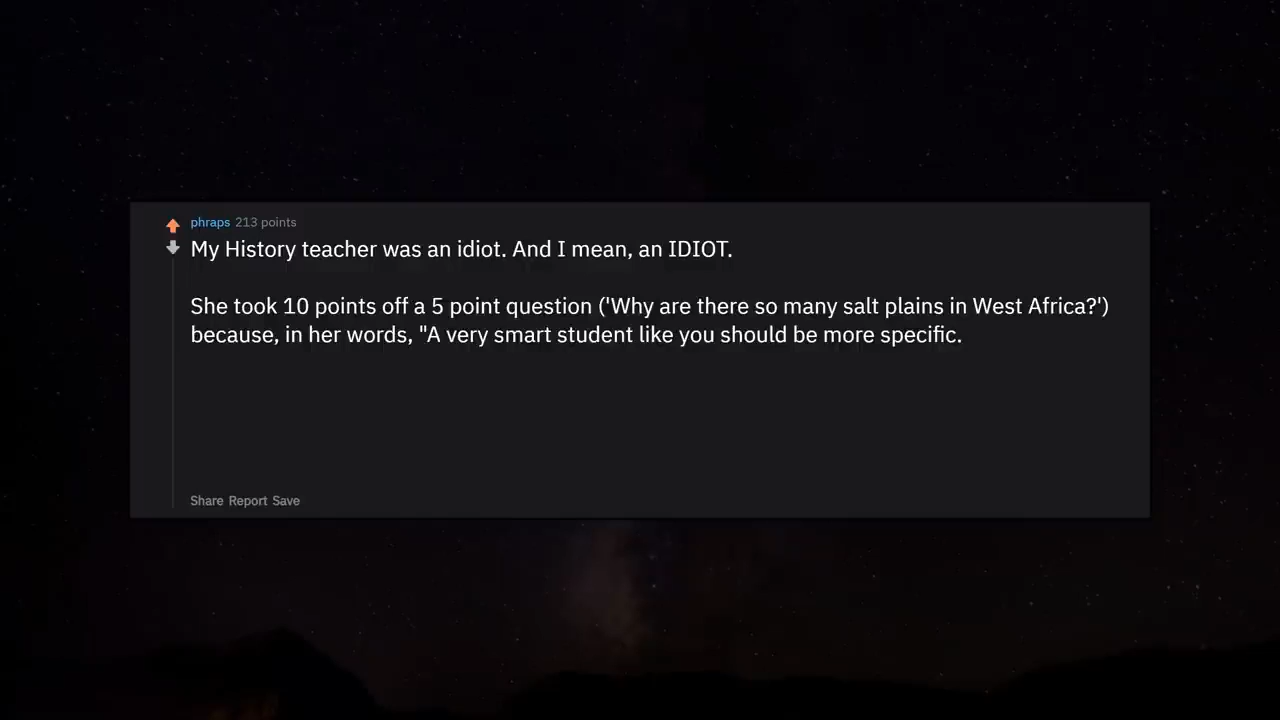 phraps 213 points
My History teacher was an idiot. And I mean, an IDIOT.
She took 10 points off a 5 point question ('Why are there so many salt plains in West Africa?')
because, in her words, "A very smart student like you should be more specific.
Share Report Save